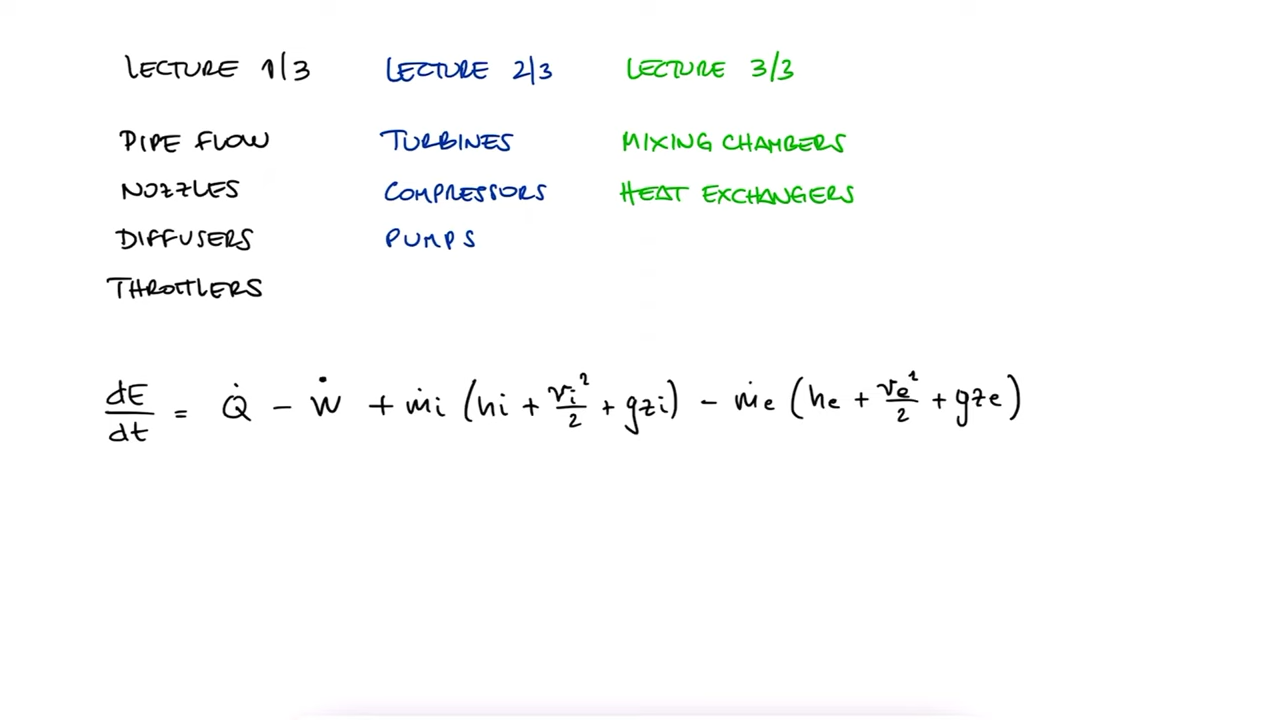 LECTURE 1/3
PIPE FLOW
NOZZLES
DIFFUSERS
THROTTLERS
LECTURE 2/3
TURBINES
COMPRESSORS
PUMPS
LECTURE 3/3
MIXING CHAMBERS
HEAT EXCHANGERS
dE/dt = Q̇ − Ẇ + ṁi (hi + vi²/2 + gzi) − ṁe (he + ve²/2 + gze)